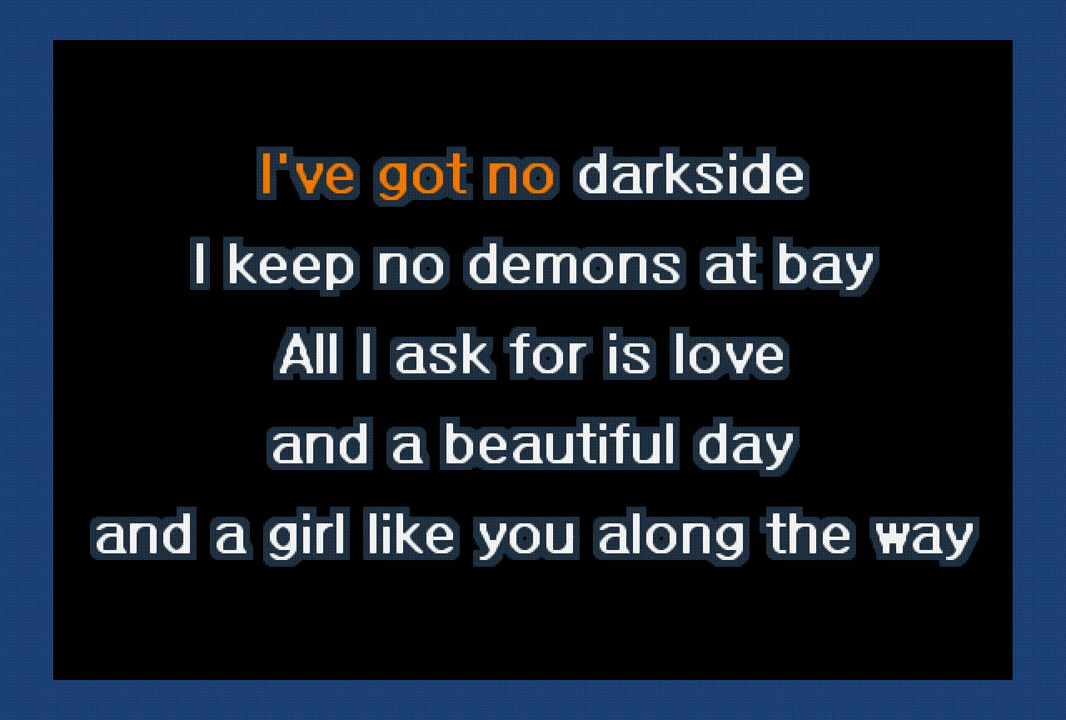 I've got no darkside
I keep no demons at bay
All I ask for is love
and a beautiful day
and a girl like you along the way